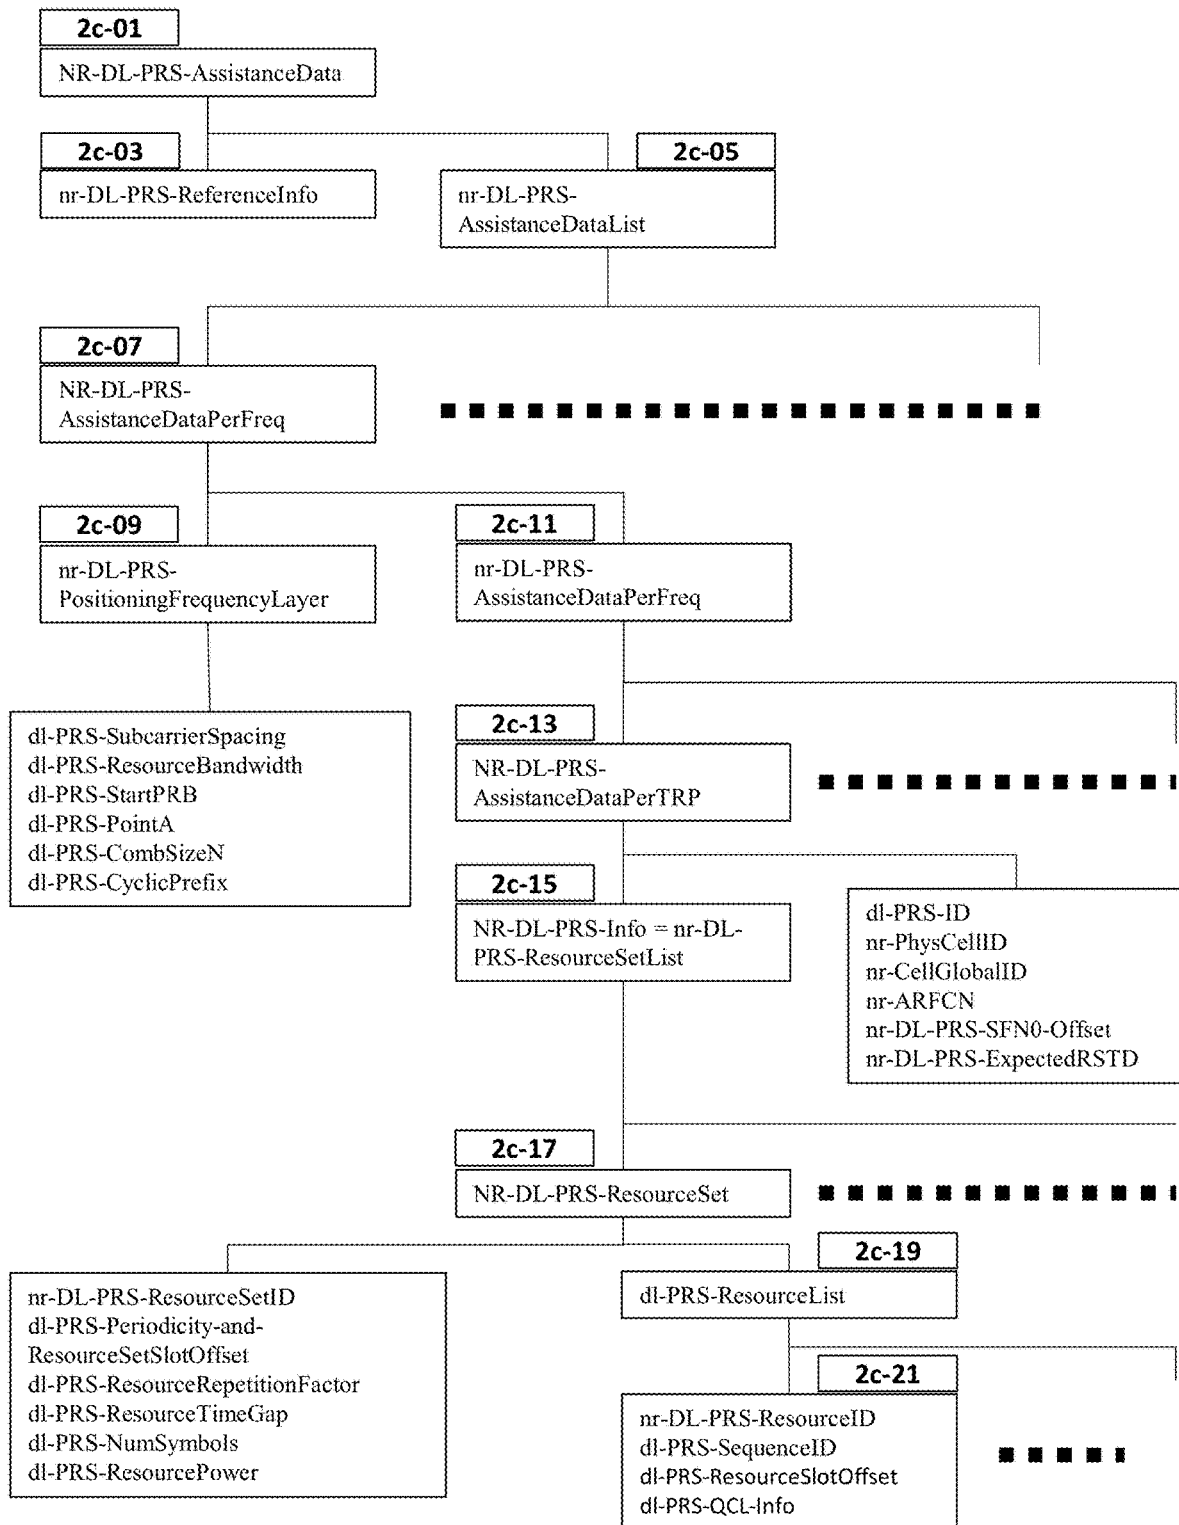 2c-01
NR-DL-PRS-AssistanceData
2c-03
nr-DL-PRS-ReferenceInfo
2c-05
nr-DL-PRS-
AssistanceDataList
2c-07
NR-DL-PRS-
AssistanceDataPerFreq
2c-09
nr-DL-PRS-
PositioningFrequencyLayer
2c-11
nr-DL-PRS-
AssistanceDataPerFreq
dl-PRS-SubcarrierSpacing
dl-PRS-ResourceBandwidth
dl-PRS-StartPRB
dl-PRS-PointA
dl-PRS-CombSizeN
dl-PRS-CyclicPrefix
2c-13
NR-DL-PRS-
AssistanceDataPerTRP
2c-15
NR-DL-PRS-Info = nr-DL-
PRS-ResourceSetList
dl-PRS-ID
nr-PhysCellID
nr-CellGlobalID
nr-ARFCN
nr-DL-PRS-SFN0-Offset
nr-DL-PRS-ExpectedRSTD
2c-17
NR-DL-PRS-ResourceSet
nr-DL-PRS-ResourceSetID
dl-PRS-Periodicity-and-
ResourceSetSlotOffset
dl-PRS-ResourceRepetitionFactor
dl-PRS-ResourceTimeGap
dl-PRS-NumSymbols
dl-PRS-ResourcePower
2c-19
dl-PRS-ResourceList
2c-21
nr-DL-PRS-ResourceID
dl-PRS-SequenceID
dl-PRS-ResourceSlotOffset
dl-PRS-QCL-Info